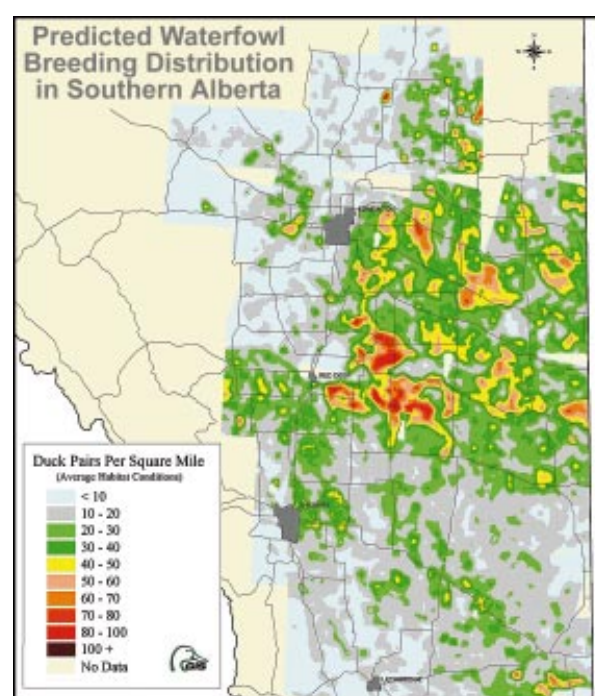 Predicted Waterfowl
Breeding Distribution
in Southern Alberta
Duck Pairs Per Square Mile
(Average Habitat Conditions)
< 10
10 - 20
20 - 30
30 - 40
40 - 50
50 - 60
60 - 70
70 - 80
80 - 100
100 +
No Data